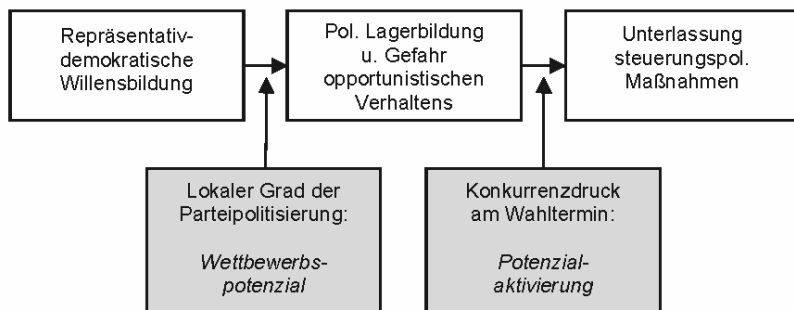 Repräsentativ-
demokratische
Willensbildung
Pol. Lagerbildung
u. Gefahr
opportunistischen
Verhaltens
Unterlassung
steuerungspol.
Maßnahmen
Lokaler Grad der
Parteipolitisierung:
Wettbewerbs-
potenzial
Konkurrenzdruck
am Wahltermin:
Potenzial-
aktivierung